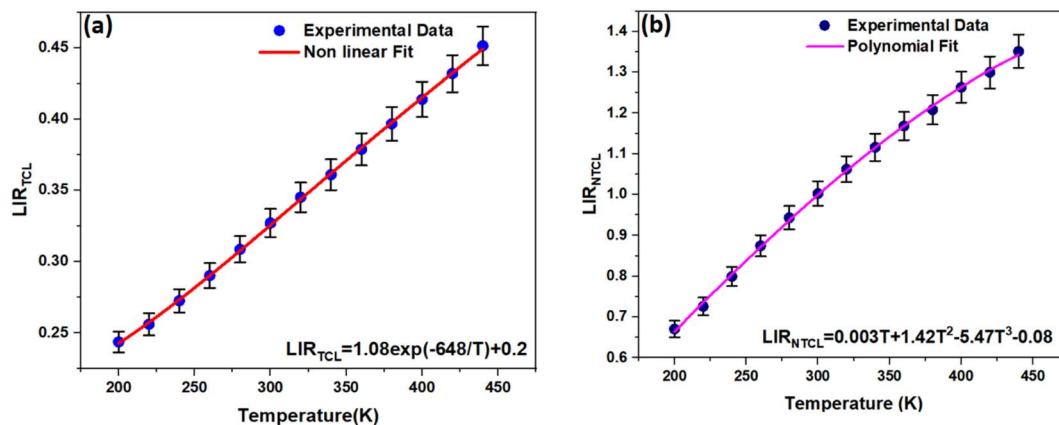 (a)
Experimental Data
Non linear Fit
0.45
0.40
0.35
0.30
0.25
LIR_TCL
LIR_TCL=1.08exp(-648/T)+0.2
200 250 300 350 400 450
Temperature(K)
(b)
Experimental Data
Polynomial Fit
1.4
1.3
1.2
1.1
1.0
0.9
0.8
0.7
0.6
LIR_NTCL
LIR_NTCL=0.003T+1.42T²-5.47T³-0.08
200 250 300 350 400 450
Temperature (K)